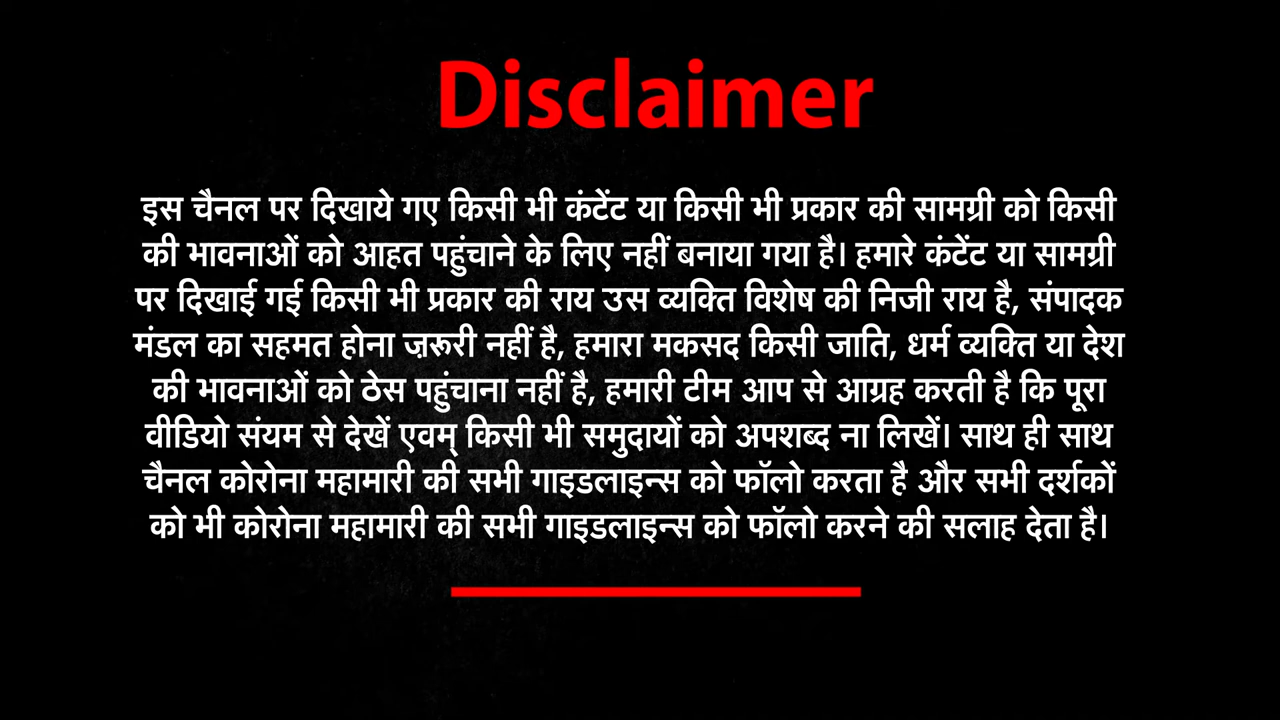 Disclaimer
इस चैनल पर दिखाये गए किसी भी कंटेंट या किसी भी प्रकार की सामग्री को किसी
की भावनाओं को आहत पहुंचाने के लिए नहीं बनाया गया है। हमारे कंटेंट या सामग्री
पर दिखाई गई किसी भी प्रकार की राय उस व्यक्ति विशेष की निजी राय है, संपादक
मंडल का सहमत होना ज़रूरी नहीं है, हमारा मकसद किसी जाति, धर्म व्यक्ति या देश
की भावनाओं को ठेस पहुंचाना नहीं है, हमारी टीम आप से आग्रह करती है कि पूरा
वीडियो संयम से देखें एवम् किसी भी समुदायों को अपशब्द ना लिखें। साथ ही साथ
चैनल कोरोना महामारी की सभी गाइडलाइन्स को फॉलो करता है और सभी दर्शकों
को भी कोरोना महामारी की सभी गाइडलाइन्स को फॉलो करने की सलाह देता है।